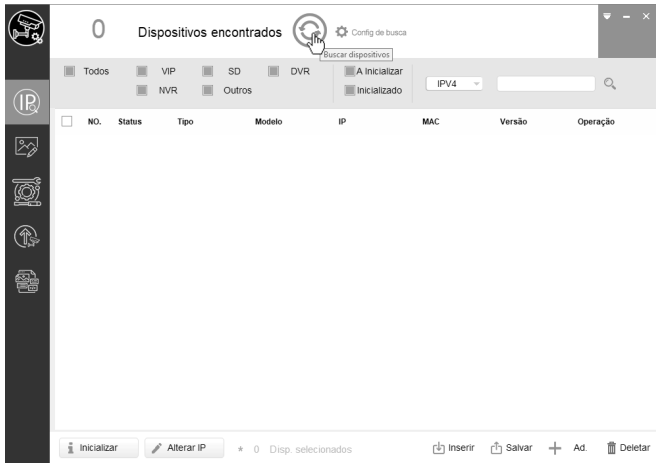 0 Dispositivos encontrados Config de busca
Buscar dispositivos
Todos VIP SD DVR A Inicializar
NVR Outros Inicializado
IPV4
IP
NO. Status Tipo Modelo IP MAC Versão Operação
Inicializar Alterar IP * 0 Disp. selecionados Inserir Salvar Ad. Deletar